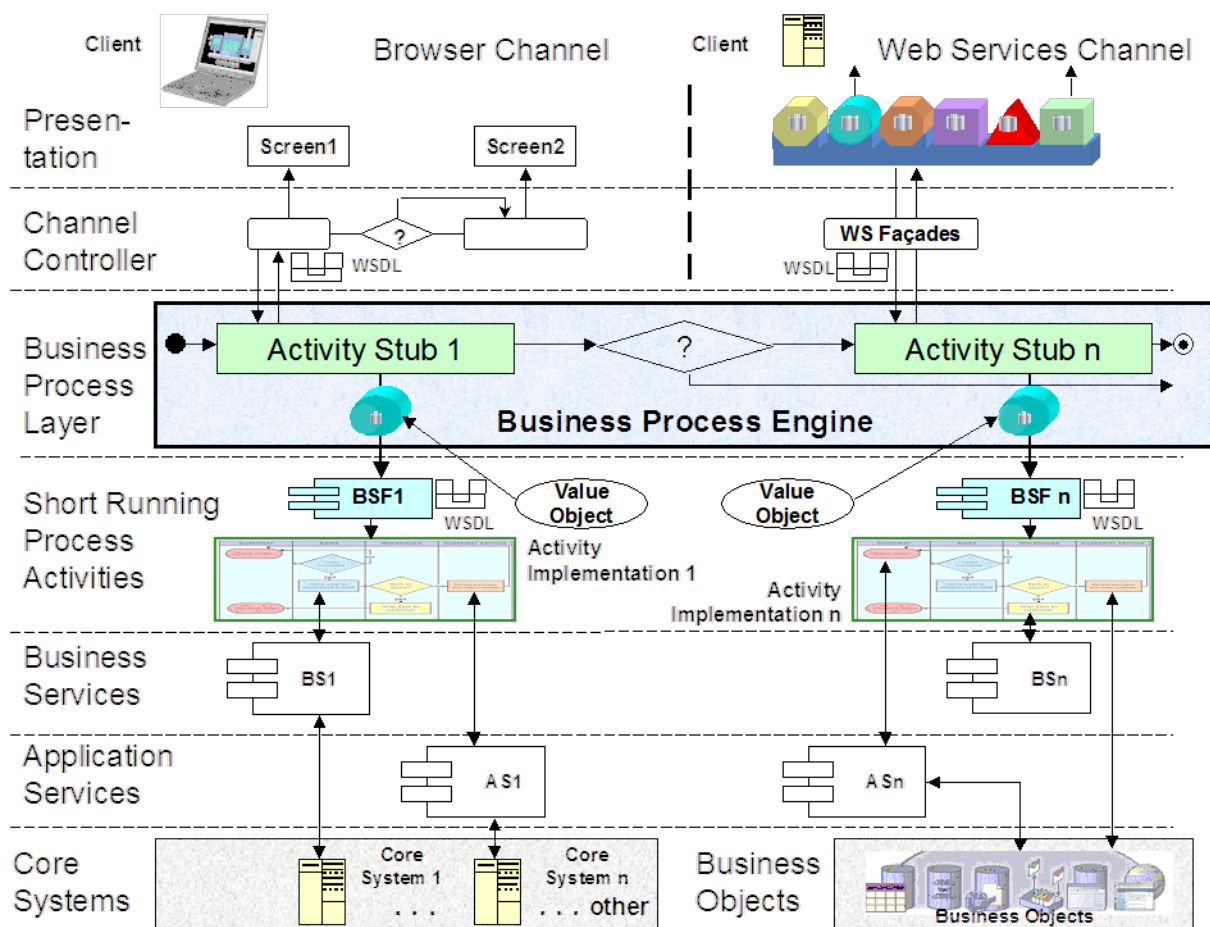 Client
Browser Channel
Client
Web Services Channel
Presen-
tation
Screen1
Screen2
Channel
Controller
?
WSDL
WS Façades
WSDL
Business
Process
Layer
Activity Stub 1
?
Activity Stub n
Business Process Engine
Short Running
Process
Activities
BSF1
WSDL
Value
Object
Value
Object
BSF n
WSDL
Activity
Implementation 1
Activity
Implementation n
Business
Services
BS1
BSn
Application
Services
AS1
ASn
Core
Systems
Core
System 1
. . .
Core
System n
. . . other
Business
Objects
Business Objects